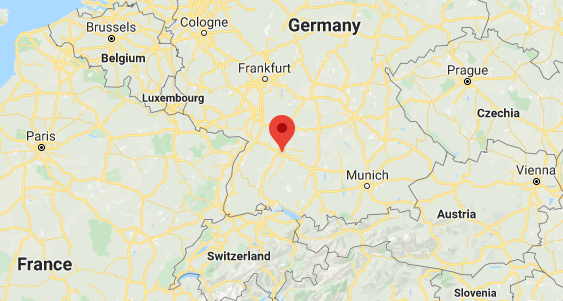 Cologne
Germany
Brussels
Belgium
Frankfurt
Prague
Luxembourg
Czechia
Paris
Munich
Vienna
Austria
Switzerland
France
Slovenia